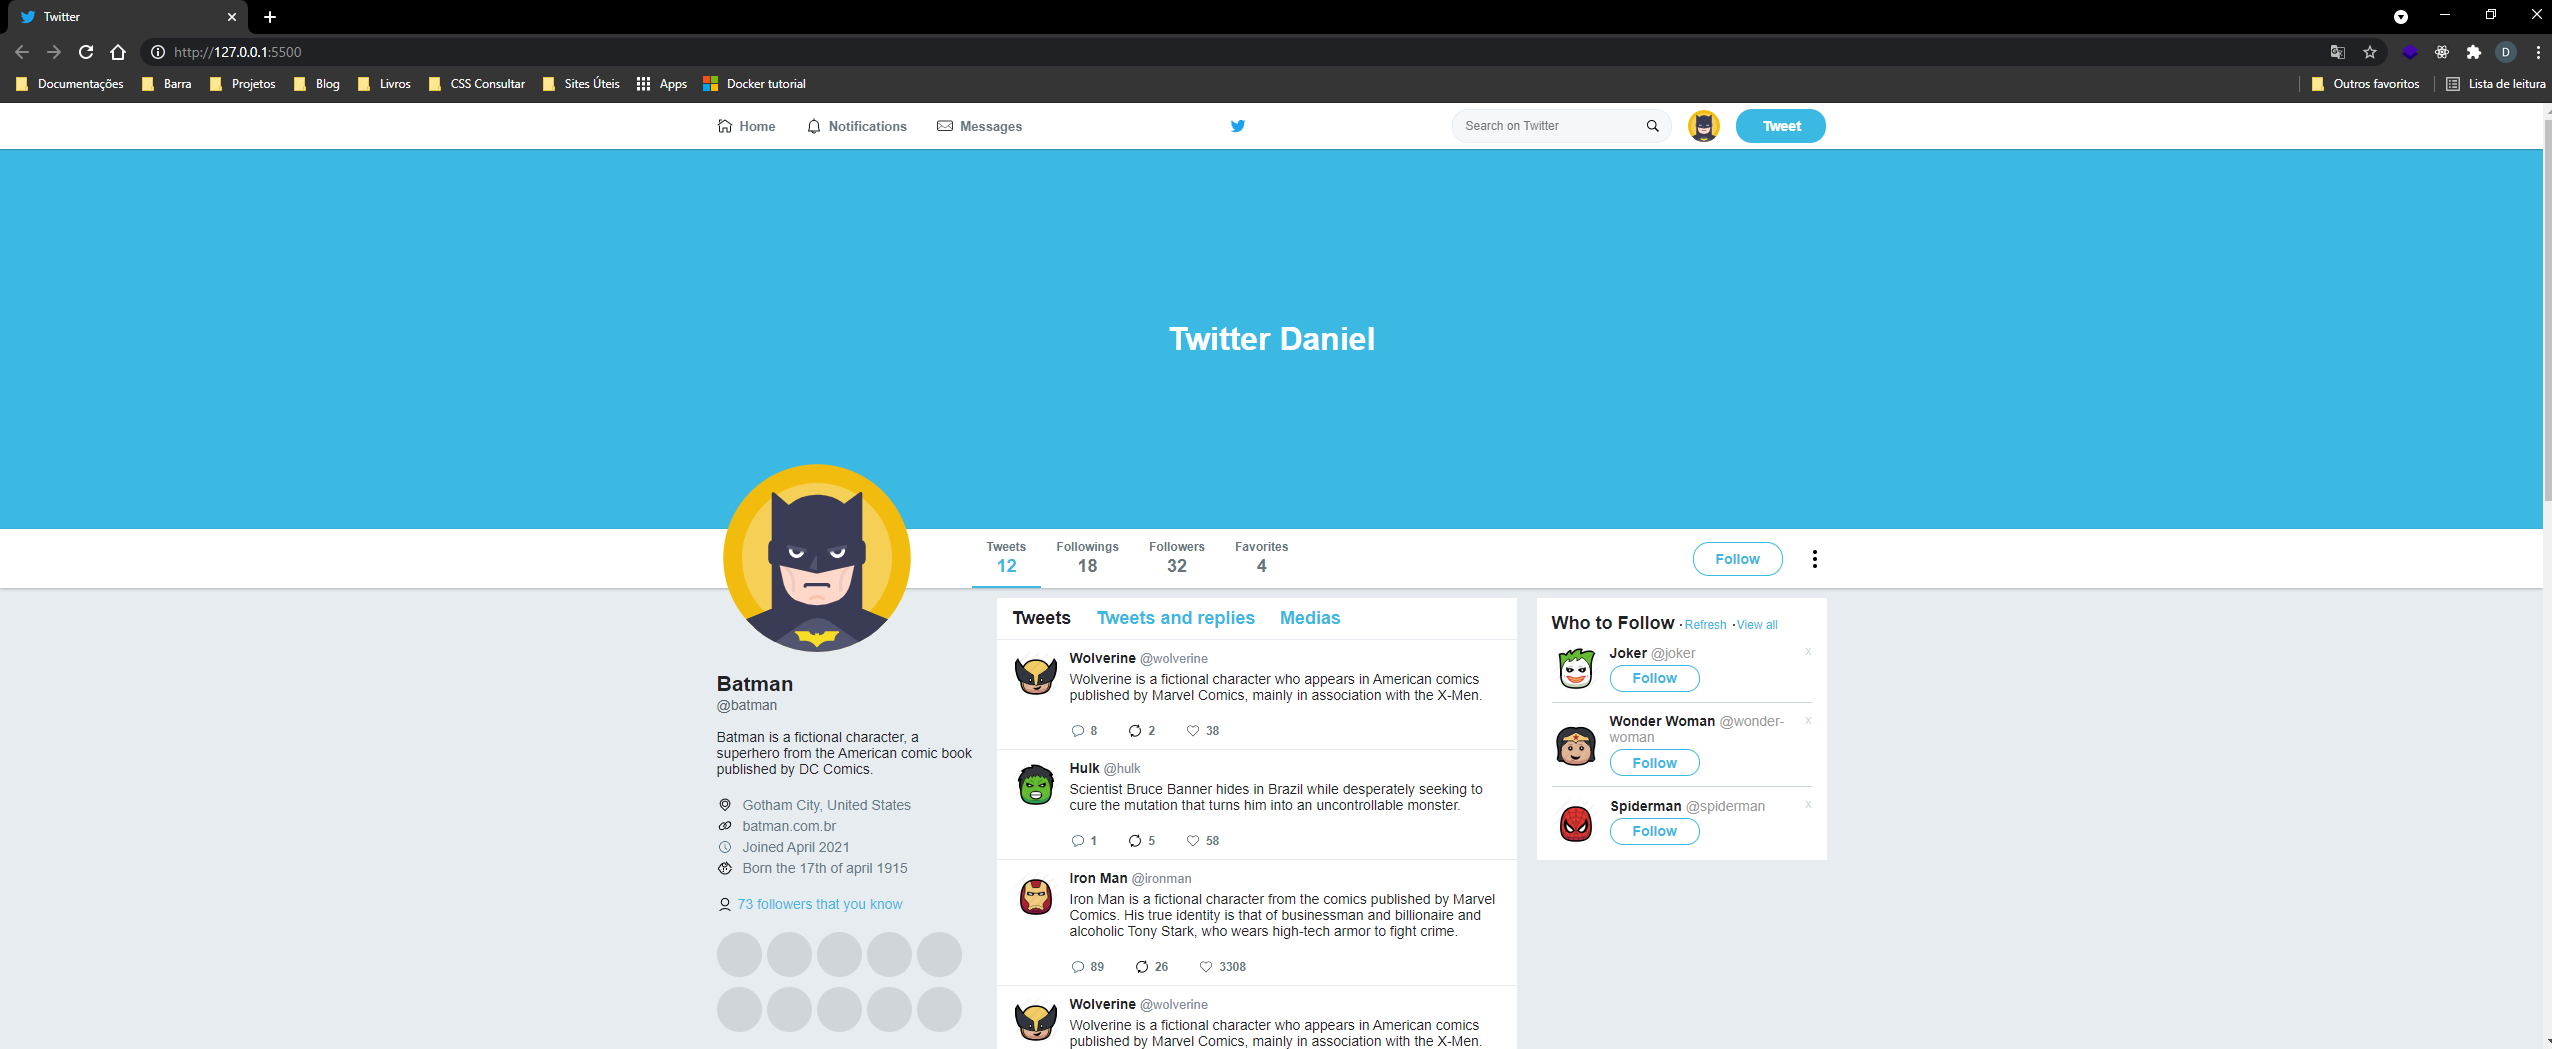 Twitter
http://127.0.0.1:5500
D
Documentações Barra Projetos Blog Livros CSS Consultar Sites Úteis Apps Docker tutorial Outros favoritos Lista de leitura
Home Notifications Messages Search on Twitter Tweet
Twitter Daniel
Tweets Followings Followers Favorites
12 18 32 4
Follow
Batman
@batman
Batman is a fictional character, a
superhero from the American comic book
published by DC Comics.
Gotham City, United States
batman.com.br
Joined April 2021
Born the 17th of april 1915
73 followers that you know
Tweets Tweets and replies Medias
Wolverine @wolverine
Wolverine is a fictional character who appears in American comics
published by Marvel Comics, mainly in association with the X-Men.
8 2 38
Hulk @hulk
Scientist Bruce Banner hides in Brazil while desperately seeking to
cure the mutation that turns him into an uncontrollable monster.
1 5 58
Iron Man @ironman
Iron Man is a fictional character from the comics published by Marvel
Comics. His true identity is that of businessman and billionaire and
alcoholic Tony Stark, who wears high-tech armor to fight crime.
89 26 3308
Wolverine @wolverine
Wolverine is a fictional character who appears in American comics
published by Marvel Comics, mainly in association with the X-Men.
Who to Follow · Refresh · View all
Joker @joker x
Follow
Wonder Woman @wonder- x
woman
Follow
Spiderman @spiderman x
Follow